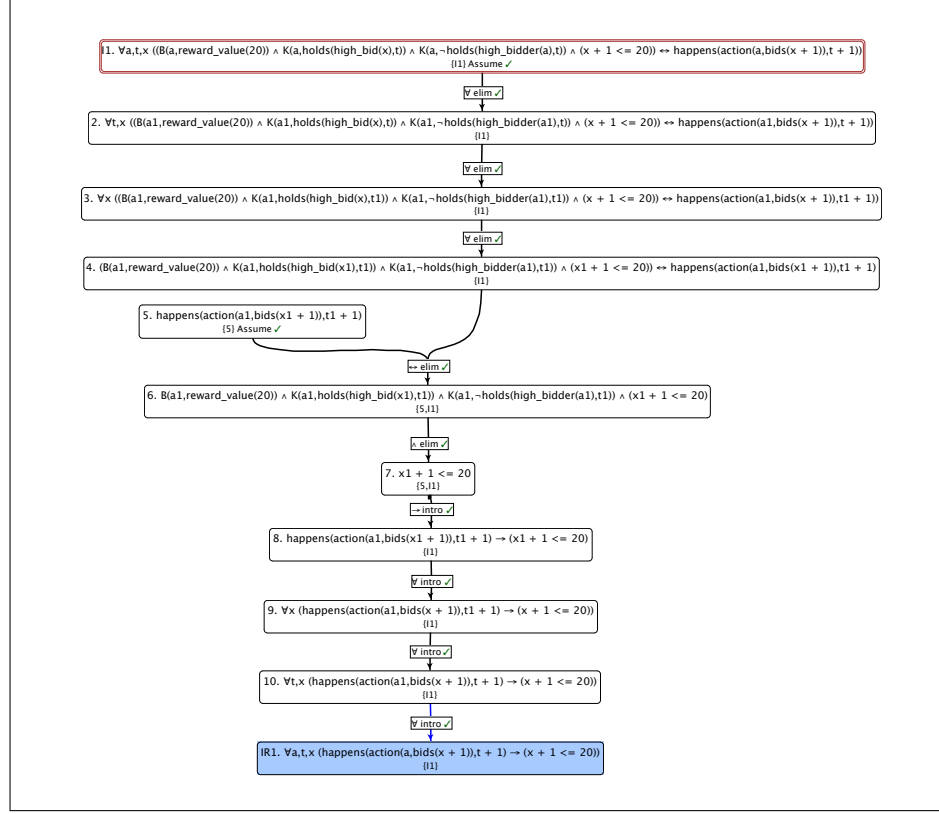 I1. ∀a,t,x ((B(a,reward_value(20)) ∧ K(a,holds(high_bid(x),t)) ∧ K(a,¬holds(high_bidder(a),t)) ∧ (x + 1 <= 20)) ↔ happens(action(a,bids(x + 1)),t + 1))
{I1} Assume ✓
∀ elim ✓
2. ∀t,x ((B(a1,reward_value(20)) ∧ K(a1,holds(high_bid(x),t)) ∧ K(a1,¬holds(high_bidder(a1),t)) ∧ (x + 1 <= 20)) ↔ happens(action(a1,bids(x + 1)),t + 1))
{I1}
∀ elim ✓
3. ∀x ((B(a1,reward_value(20)) ∧ K(a1,holds(high_bid(x),t1)) ∧ K(a1,¬holds(high_bidder(a1),t1)) ∧ (x + 1 <= 20)) ↔ happens(action(a1,bids(x + 1)),t1 + 1))
{I1}
∀ elim ✓
4. (B(a1,reward_value(20)) ∧ K(a1,holds(high_bid(x1),t1)) ∧ K(a1,¬holds(high_bidder(a1),t1)) ∧ (x1 + 1 <= 20)) ↔ happens(action(a1,bids(x1 + 1)),t1 + 1)
{I1}
5. happens(action(a1,bids(x1 + 1)),t1 + 1)
{5} Assume ✓
↔ elim ✓
6. B(a1,reward_value(20)) ∧ K(a1,holds(high_bid(x1),t1)) ∧ K(a1,¬holds(high_bidder(a1),t1)) ∧ (x1 + 1 <= 20)
{5,I1}
∧ elim ✓
7. x1 + 1 <= 20
{5,I1}
→ intro ✓
8. happens(action(a1,bids(x1 + 1)),t1 + 1) → (x1 + 1 <= 20)
{I1}
∀ intro ✓
9. ∀x (happens(action(a1,bids(x + 1)),t1 + 1) → (x + 1 <= 20))
{I1}
∀ intro ✓
10. ∀t,x (happens(action(a1,bids(x + 1)),t + 1) → (x + 1 <= 20))
{I1}
∀ intro ✓
IR1. ∀a,t,x (happens(action(a,bids(x + 1)),t + 1) → (x + 1 <= 20))
{I1}